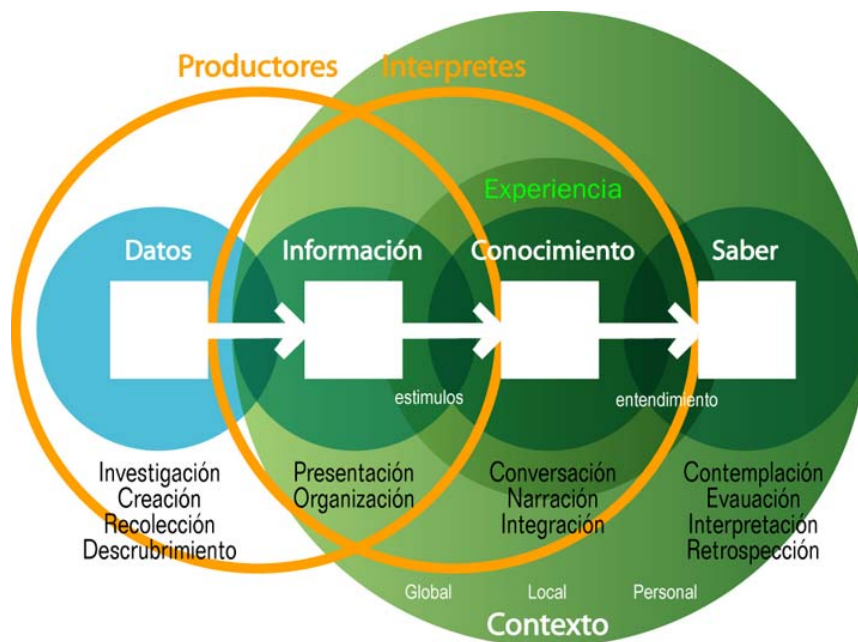 Productores
Interpretes
Experiencia
Datos
Información
Conocimiento
Saber
estimulos
entendimiento
Investigación
Creación
Recolección
Descrubrimiento
Presentación
Organización
Conversación
Narración
Integración
Contemplación
Evauación
Interpretación
Retrospección
Global
Local
Personal
Contexto